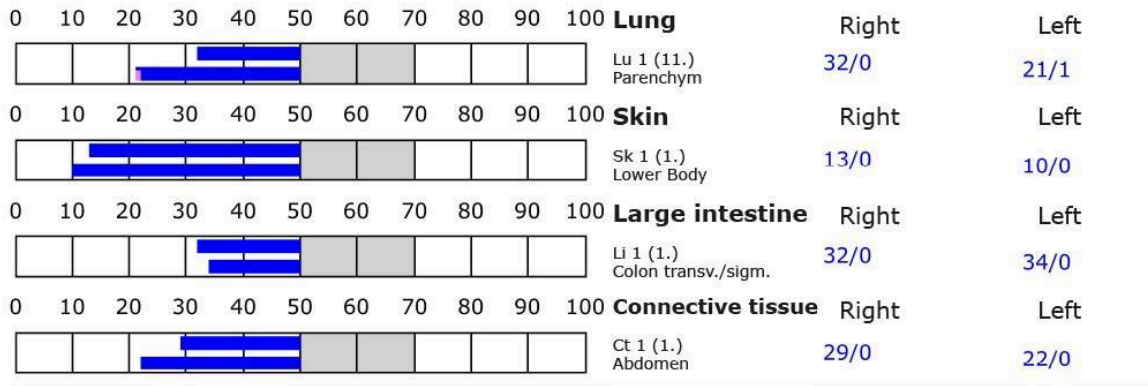 0 10 20 30 40 50 60 70 80 90 100 Lung Right Left
Lu 1 (11.) 32/0 21/1
Parenchym
0 10 20 30 40 50 60 70 80 90 100 Skin Right Left
Sk 1 (1.) 13/0 10/0
Lower Body
0 10 20 30 40 50 60 70 80 90 100 Large intestine Right Left
Li 1 (1.) 32/0 34/0
Colon transv./sigm.
0 10 20 30 40 50 60 70 80 90 100 Connective tissue Right Left
Ct 1 (1.) 29/0 22/0
Abdomen